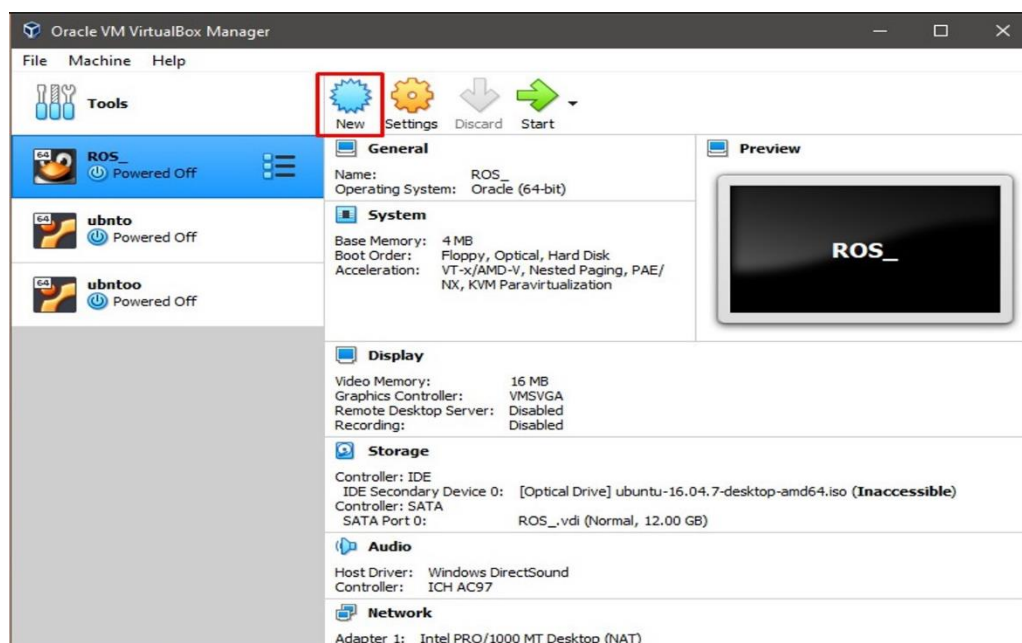 Oracle VM VirtualBox Manager
File Machine Help
Tools
New Settings Discard Start
64 ROS_
Powered Off
64 ubnto
Powered Off
64 ubntoo
Powered Off
General
Name: ROS_
Operating System: Oracle (64-bit)
System
Base Memory: 4 MB
Boot Order: Floppy, Optical, Hard Disk
Acceleration: VT-x/AMD-V, Nested Paging, PAE/
NX, KVM Paravirtualization
Preview
ROS_
Display
Video Memory: 16 MB
Graphics Controller: VMSVGA
Remote Desktop Server: Disabled
Recording: Disabled
Storage
Controller: IDE
IDE Secondary Device 0: [Optical Drive] ubuntu-16.04.7-desktop-amd64.iso (Inaccessible)
Controller: SATA
SATA Port 0: ROS_.vdi (Normal, 12.00 GB)
Audio
Host Driver: Windows DirectSound
Controller: ICH AC97
Network
Adapter 1: Intel PRO/1000 MT Desktop (NAT)